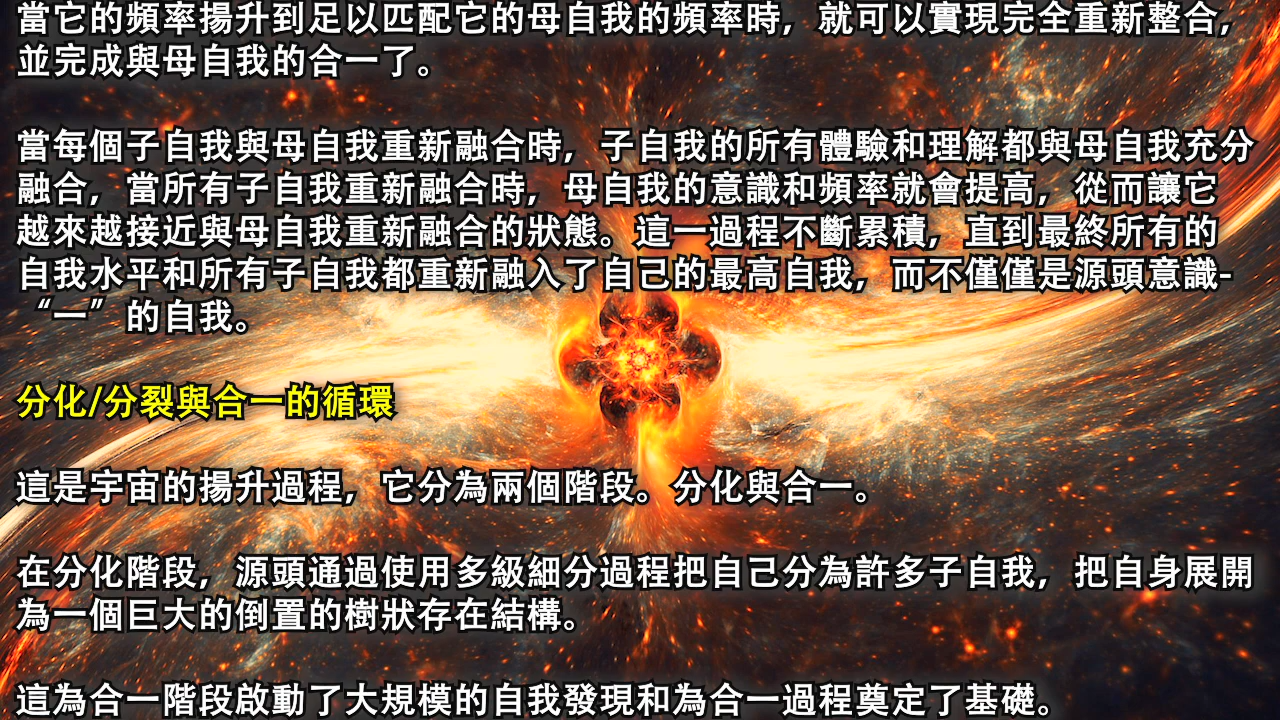 當它的頻率揚升到足以匹配它的母自我的頻率時，就可以實現完全重新整合，
並完成與母自我的合一了。
當每個子自我與母自我重新融合時，子自我的所有體驗和理解都與母自我充分
融合，當所有子自我重新融合時，母自我的意識和頻率就會提高，從而讓它
越來越接近與母自我重新融合的狀態。這一過程不斷累積，直到最終所有的
自我水平和所有子自我都重新融入了自己的最高自我，而不僅僅是源頭意識-
“一”的自我。
分化/分裂與合一的循環
這是宇宙的揚升過程，它分為兩個階段。分化與合一。
在分化階段，源頭通過使用多級細分過程把自己分為許多子自我，把自身展開
為一個巨大的倒置的樹狀存在結構。
這為合一階段啟動了大規模的自我發現和為合一過程奠定了基礎。